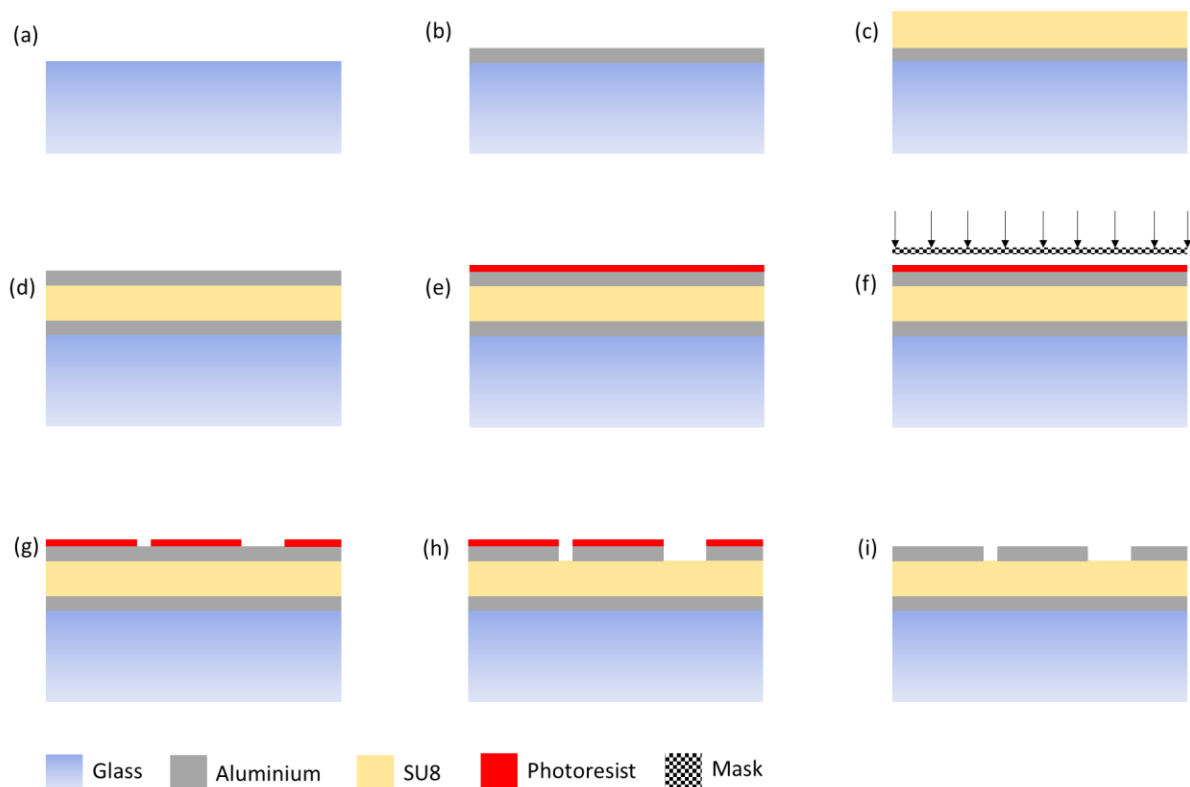 (a)
(b)
(c)
(d)
(e)
(f)
(g)
(h)
(i)
Glass
Aluminium
SU8
Photoresist
Mask